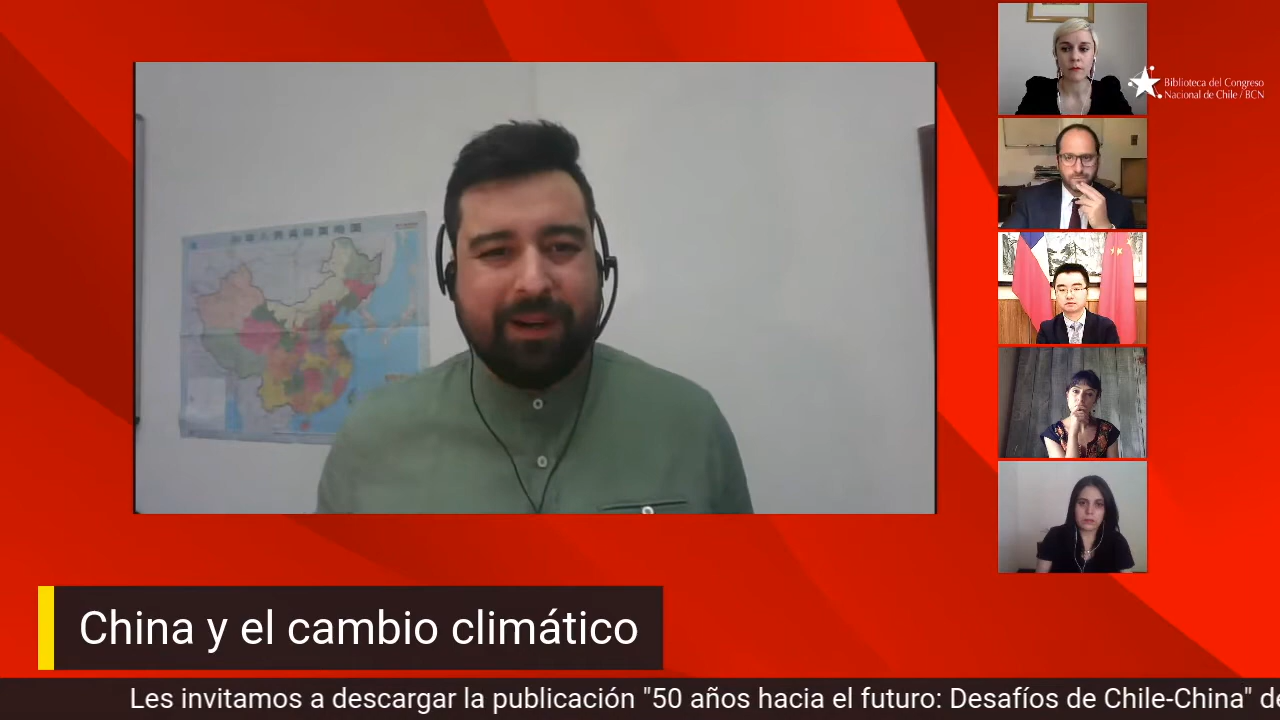 Biblioteca del Congreso
Nacional de Chile / BCN
China y el cambio climático
Les invitamos a descargar la publicación "50 años hacia el futuro: Desafíos de Chile-China" de